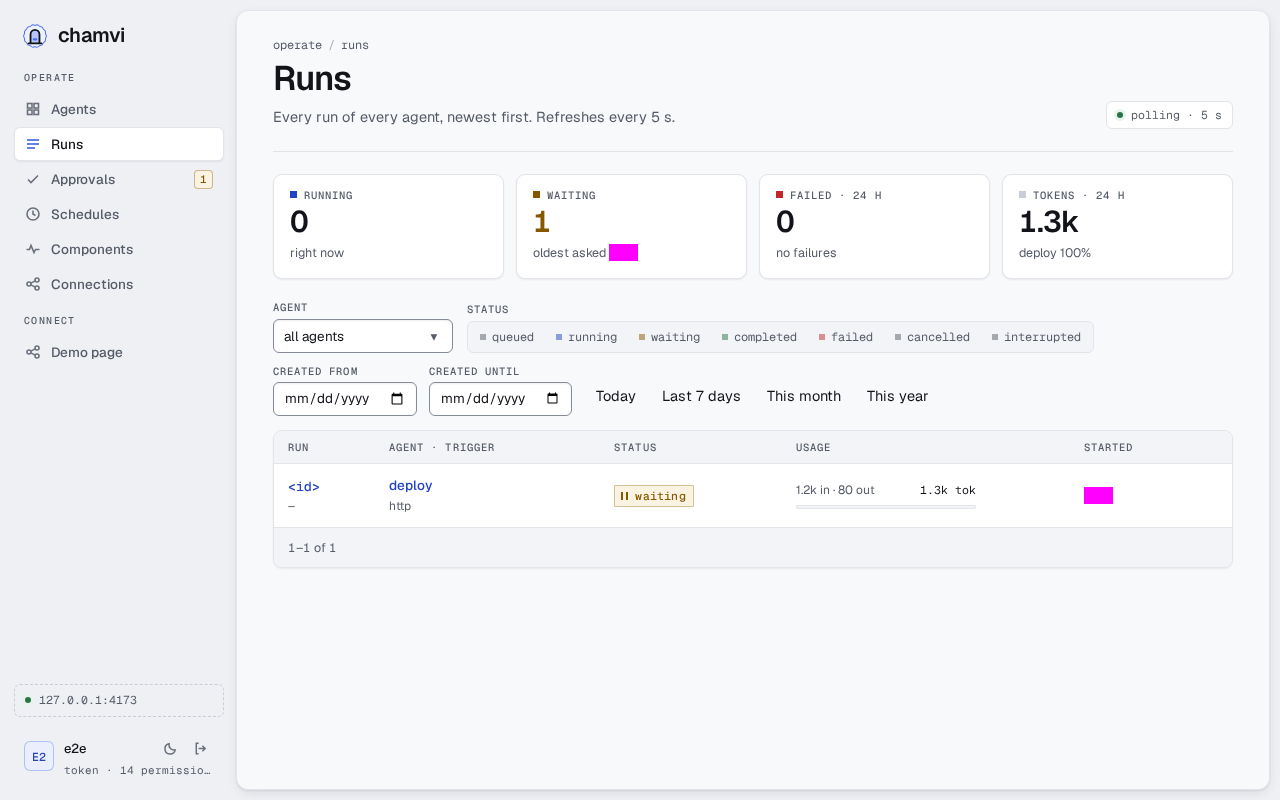 chamvi
OPERATE
Agents
Runs
Approvals 1
Schedules
Components
Connections
CONNECT
Demo page
127.0.0.1:4173
E2
e2e
token · 14 permissio…
operate / runs
Runs
Every run of every agent, newest first. Refreshes every 5 s.
polling · 5 s
RUNNING
0
right now
WAITING
1
oldest asked
FAILED · 24 H
0
no failures
TOKENS · 24 H
1.3k
deploy 100%
AGENT
all agents
STATUS
queued running waiting completed failed cancelled interrupted
CREATED FROM
mm/dd/yyyy
CREATED UNTIL
mm/dd/yyyy
Today Last 7 days This month This year
RUN AGENT · TRIGGER STATUS USAGE STARTED
<id> deploy waiting 1.2k in · 80 out 1.3k tok
– http
1–1 of 1